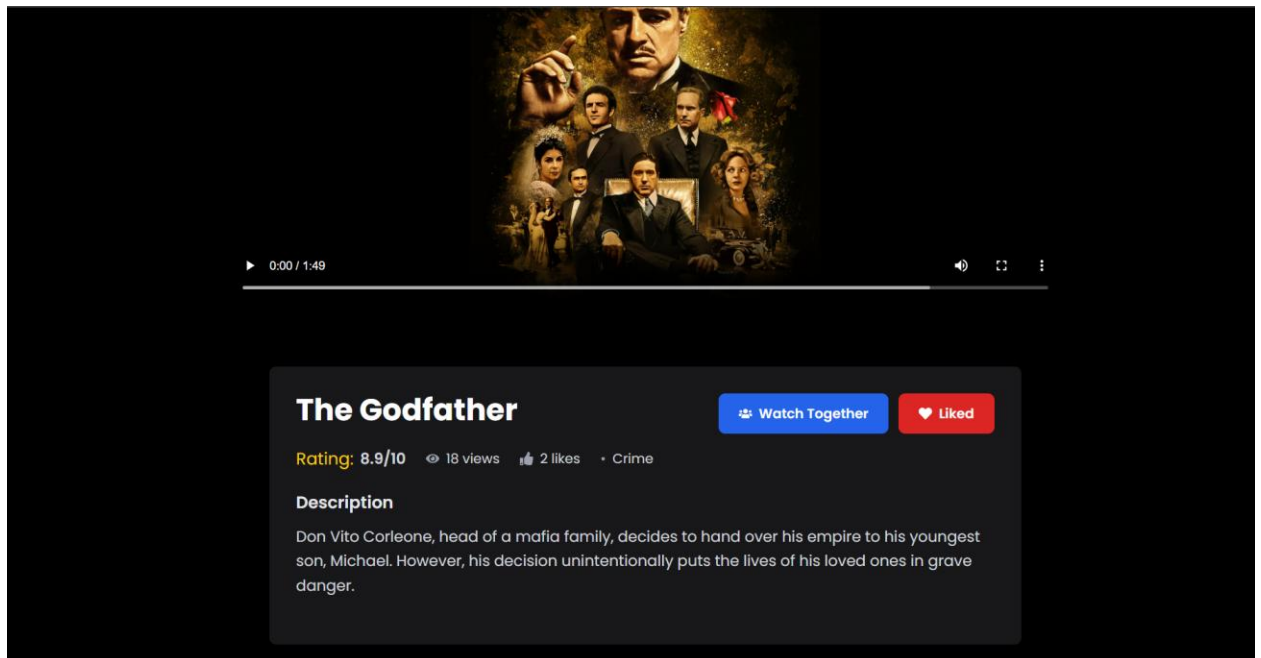 0:00 / 1:49
The Godfather
Watch Together
Liked
Rating: 8.9/10 18 views 2 likes • Crime
Description
Don Vito Corleone, head of a mafia family, decides to hand over his empire to his youngest
son, Michael. However, his decision unintentionally puts the lives of his loved ones in grave
danger.